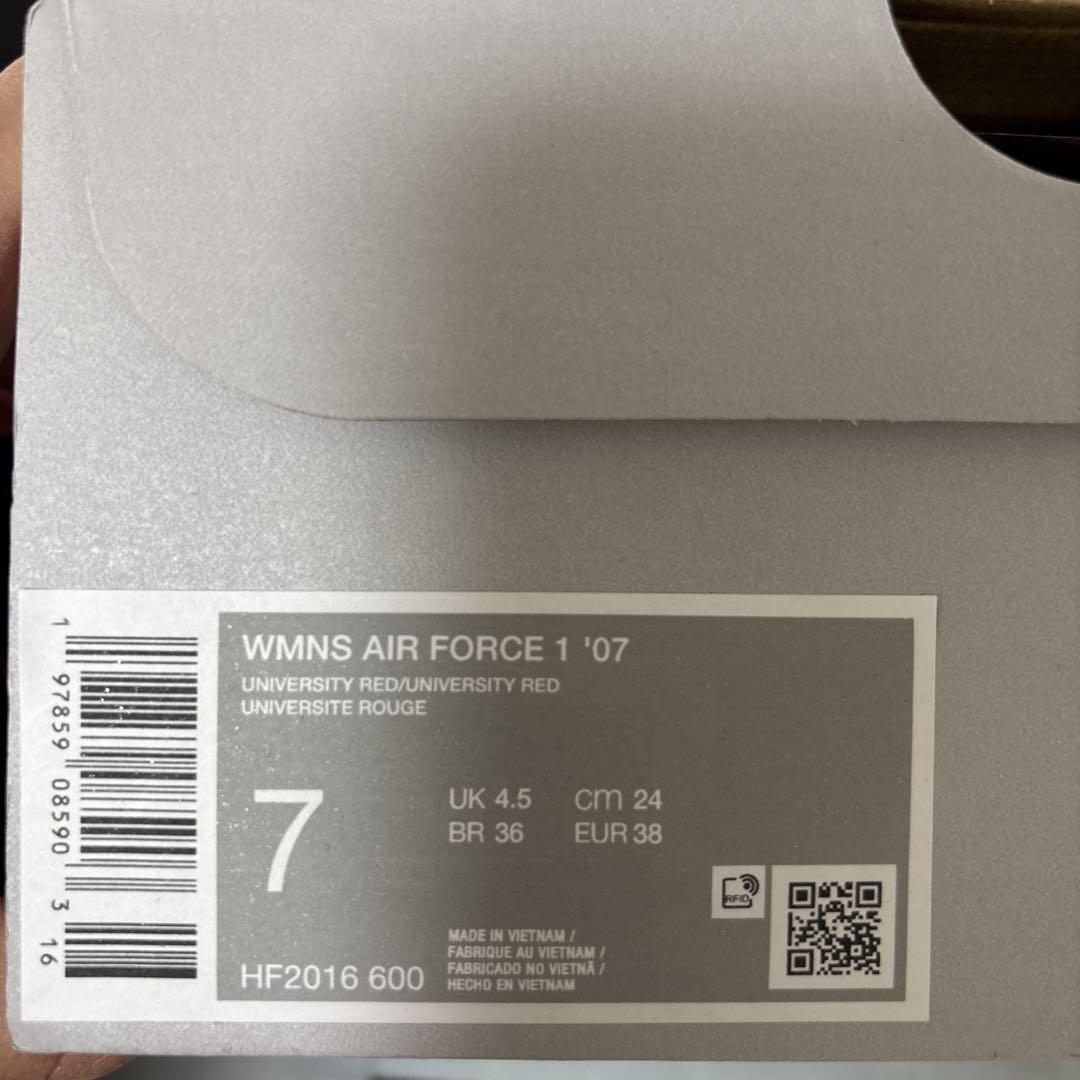 WMNS AIR FORCE 1 '07
UNIVERSITY RED/UNIVERSITY RED
UNIVERSITE ROUGE
7
UK 4.5 cm 24
BR 36 EUR 38
RFID
HF2016 600
MADE IN VIETNAM /
FABRIQUE AU VIETNAM /
FABRICADO NO VIETNÃ /
HECHO EN VIETNAM
1 97859 08590 3 16